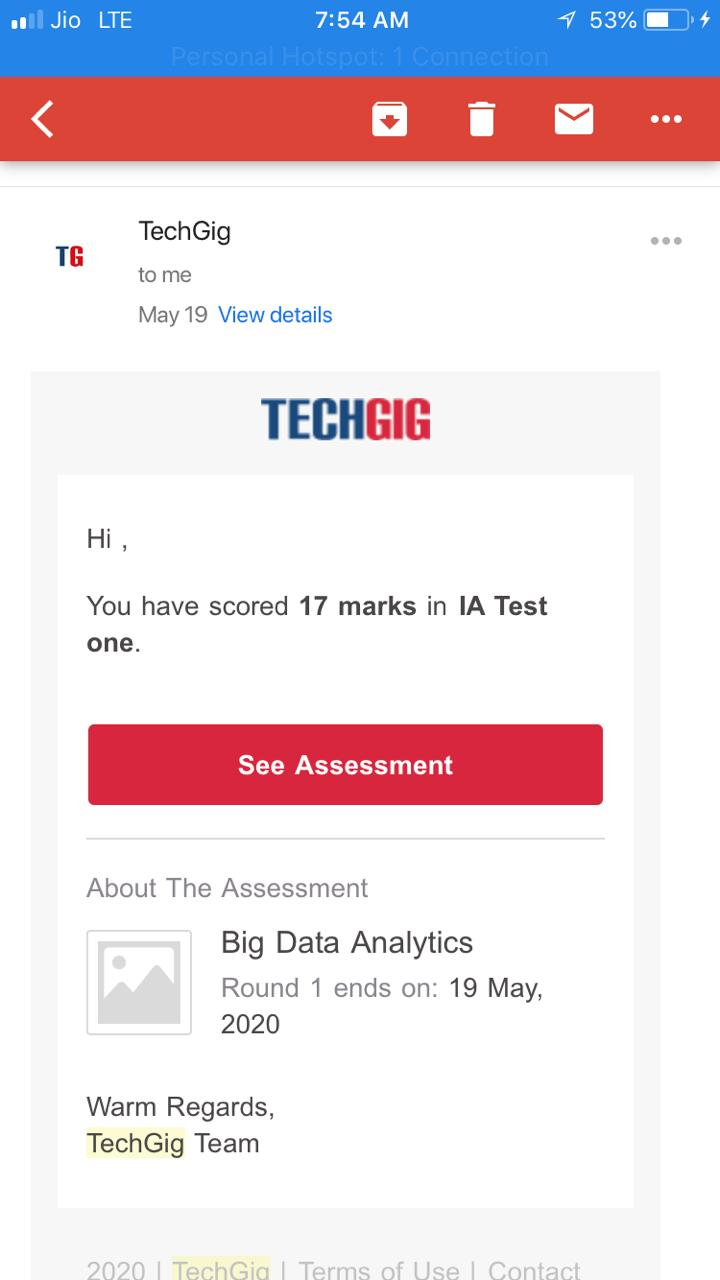 Jio LTE 7:54 AM 53%
Personal Hotspot: 1 Connection
TG
TechGig
to me
May 19 View details
TECHGIG
Hi ,
You have scored 17 marks in IA Test
one.
See Assessment
About The Assessment
Big Data Analytics
Round 1 ends on: 19 May,
2020
Warm Regards,
TechGig Team
2020 | TechGig | Terms of Use | Contact